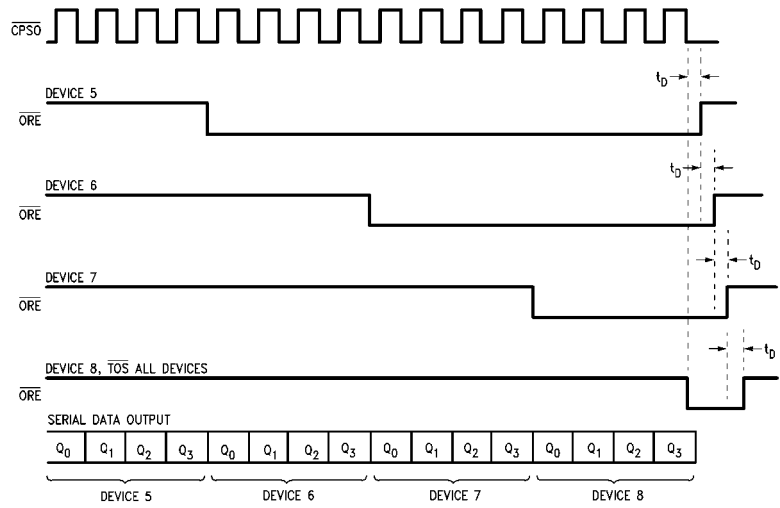 CPSO
t_D
DEVICE 5
ORE
t_D
DEVICE 6
ORE
t_D
DEVICE 7
ORE
t_D
DEVICE 8, TOS ALL DEVICES
ORE
SERIAL DATA OUTPUT
Q0 Q1 Q2 Q3 Q0 Q1 Q2 Q3 Q0 Q1 Q2 Q3 Q0 Q1 Q2 Q3
DEVICE 5 DEVICE 6 DEVICE 7 DEVICE 8